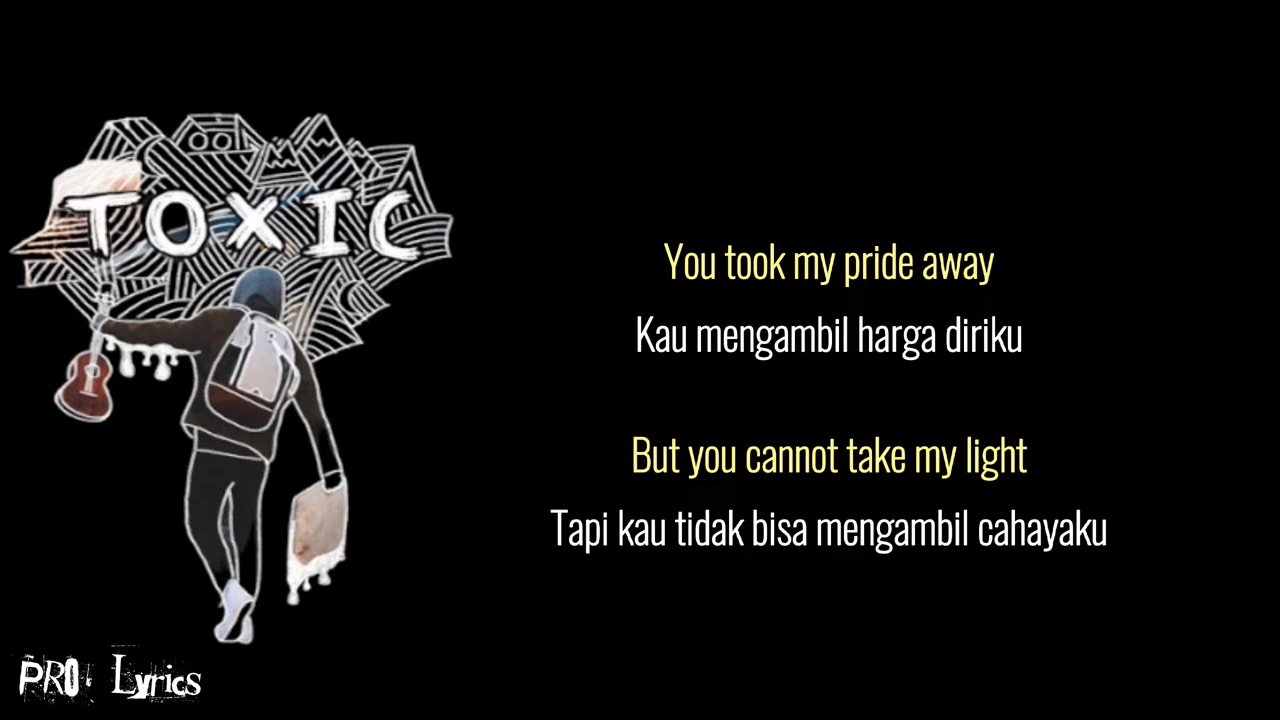 TOXIC
You took my pride away
Kau mengambil harga diriku
But you cannot take my light
Tapi kau tidak bisa mengambil cahayaku
PRO Lyrics